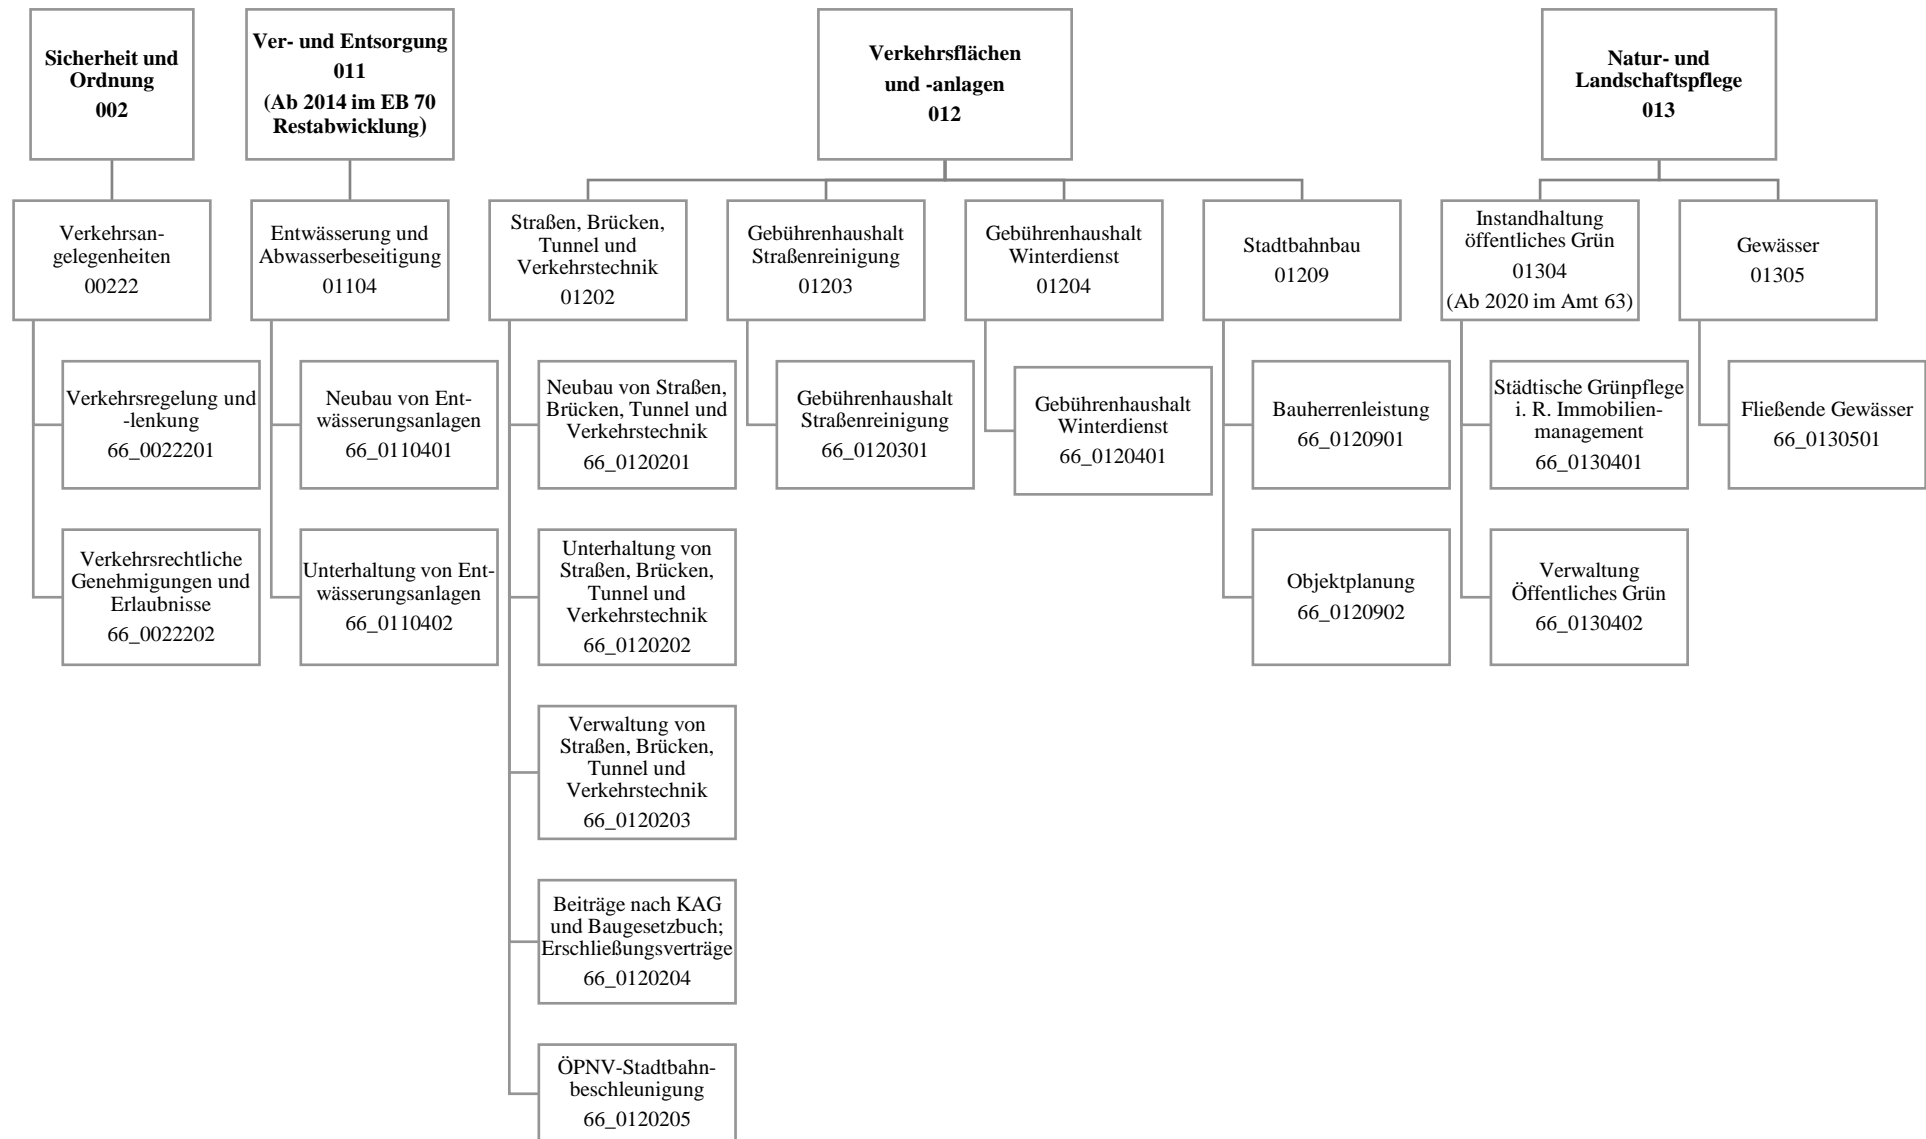 Sicherheit und
Ordnung
002
Ver- und Entsorgung
011
(Ab 2014 im EB 70
Restabwicklung)
Verkehrsflächen
und -anlagen
012
Natur- und
Landschaftspflege
013
Verkehrsan-
gelegenheiten
00222
Entwässerung und
Abwasserbeseitigung
01104
Straßen, Brücken,
Tunnel und
Verkehrstechnik
01202
Gebührenhaushalt
Straßenreinigung
01203
Gebührenhaushalt
Winterdienst
01204
Stadtbahnbau
01209
Instandhaltung
öffentliches Grün
01304
(Ab 2020 im Amt 63)
Gewässer
01305
Verkehrsregelung und
-lenkung
66_0022201
Neubau von Ent-
wässerungsanlagen
66_0110401
Neubau von Straßen,
Brücken, Tunnel und
Verkehrstechnik
66_0120201
Gebührenhaushalt
Straßenreinigung
66_0120301
Gebührenhaushalt
Winterdienst
66_0120401
Bauherrenleistung
66_0120901
Städtische Grünpflege
i. R. Immobilien-
management
66_0130401
Fließende Gewässer
66_0130501
Verkehrsrechtliche
Genehmigungen und
Erlaubnisse
66_0022202
Unterhaltung von Ent-
wässerungsanlagen
66_0110402
Unterhaltung von
Straßen, Brücken,
Tunnel und
Verkehrstechnik
66_0120202
Objektplanung
66_0120902
Verwaltung
Öffentliches Grün
66_0130402
Verwaltung von
Straßen, Brücken,
Tunnel und
Verkehrstechnik
66_0120203
Beiträge nach KAG
und Baugesetzbuch;
Erschließungsverträge
66_0120204
ÖPNV-Stadtbahn-
beschleunigung
66_0120205